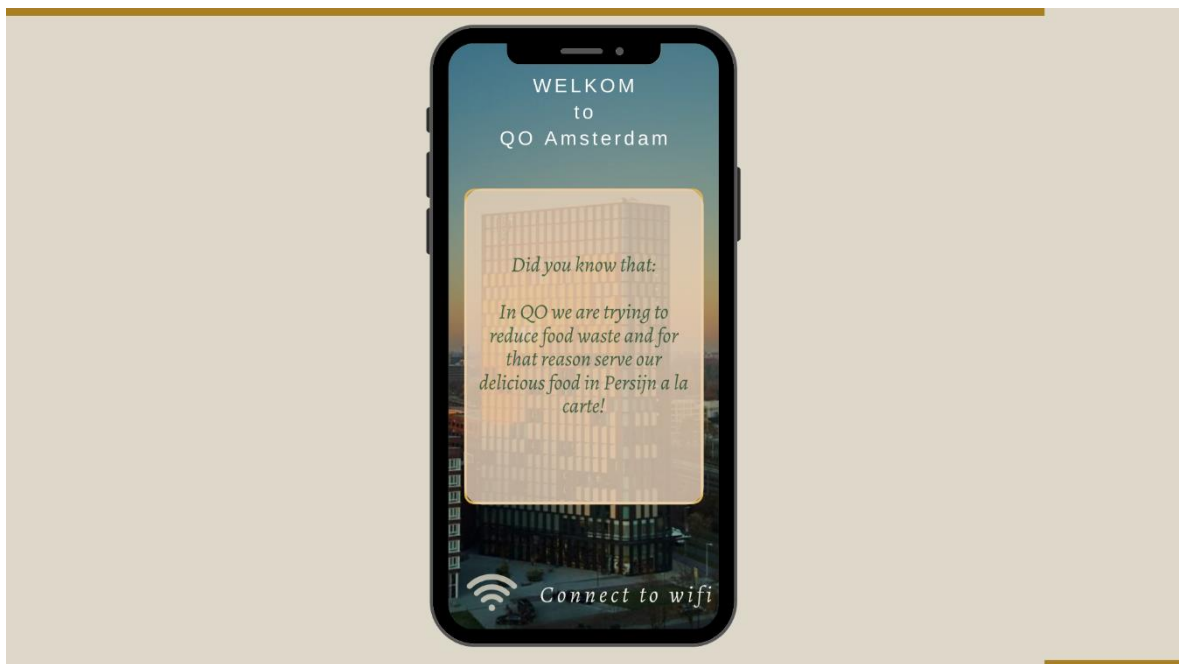 WELKOM
to
QO Amsterdam
Did you know that:
In QO we are trying to
reduce food waste and for
that reason serve our
delicious food in Persijn a la
carte!
Connect to wifi